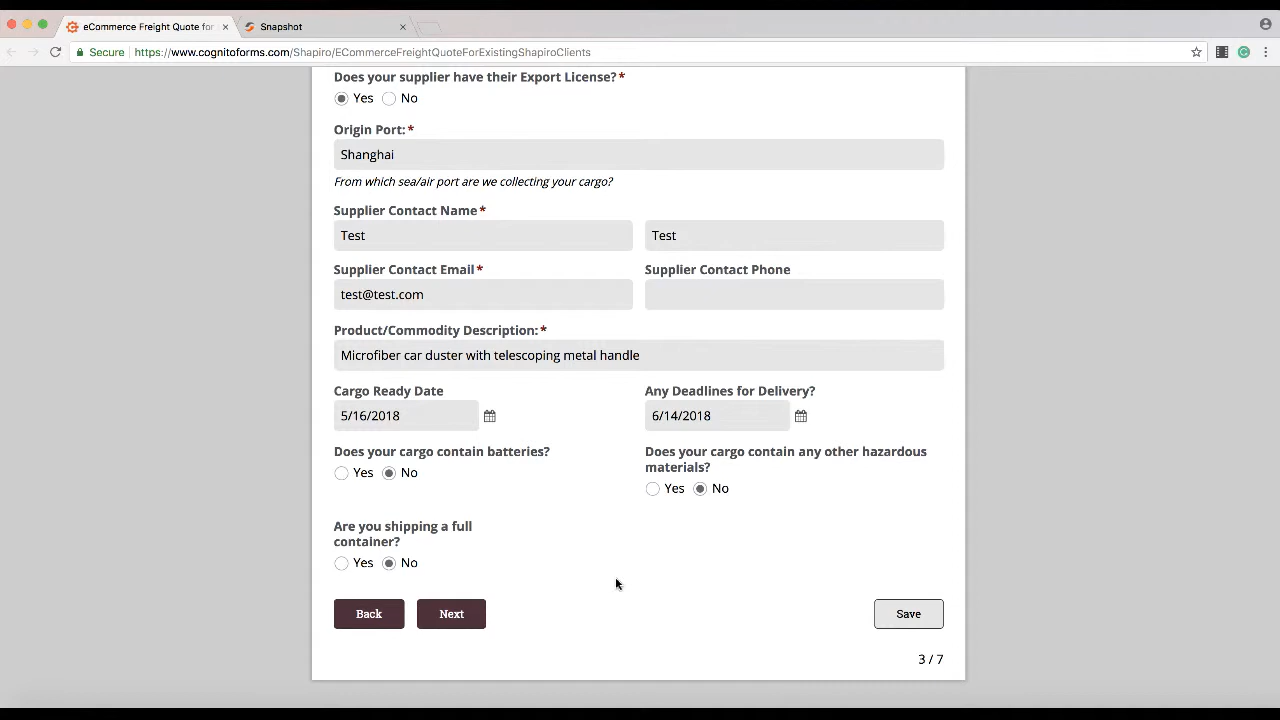 eCommerce Freight Quote for
Snapshot
Secure
https://www.cognitoforms.com/Shapiro/ECommerceFreightQuoteForExistingShapiroClients
Does your supplier have their Export License?*
Yes No
Origin Port:*
Shanghai
From which sea/air port are we collecting your cargo?
Supplier Contact Name*
Test Test
Supplier Contact Email* Supplier Contact Phone
test@test.com
Product/Commodity Description:*
Microfiber car duster with telescoping metal handle
Cargo Ready Date Any Deadlines for Delivery?
5/16/2018 6/14/2018
Does your cargo contain batteries?
Yes No
Does your cargo contain any other hazardous
materials?
Yes No
Are you shipping a full
container?
Yes No
Back Next Save
3 / 7